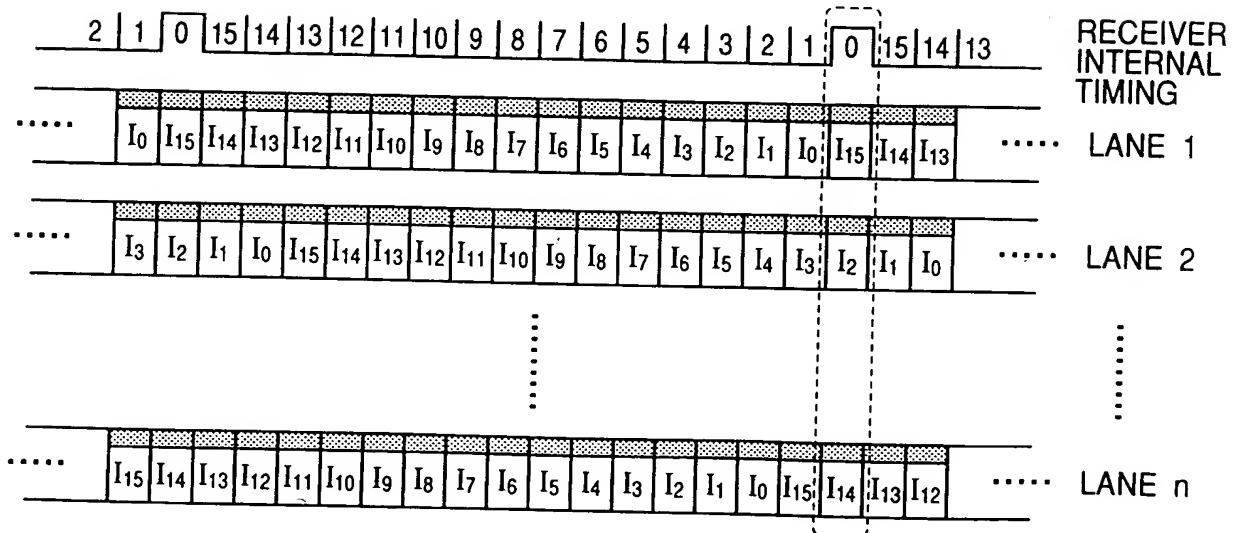 2 1 0 15 14 13 12 11 10 9 8 7 6 5 4 3 2 1 0 15 14 13
RECEIVER
INTERNAL
TIMING
..... I0 I15 I14 I13 I12 I11 I10 I9 I8 I7 I6 I5 I4 I3 I2 I1 I0 I15 I14 I13 ..... LANE 1
..... I3 I2 I1 I0 I15 I14 I13 I12 I11 I10 I9 I8 I7 I6 I5 I4 I3 I2 I1 I0 ..... LANE 2
..... I15 I14 I13 I12 I11 I10 I9 I8 I7 I6 I5 I4 I3 I2 I1 I0 I15 I14 I13 I12 ..... LANE n